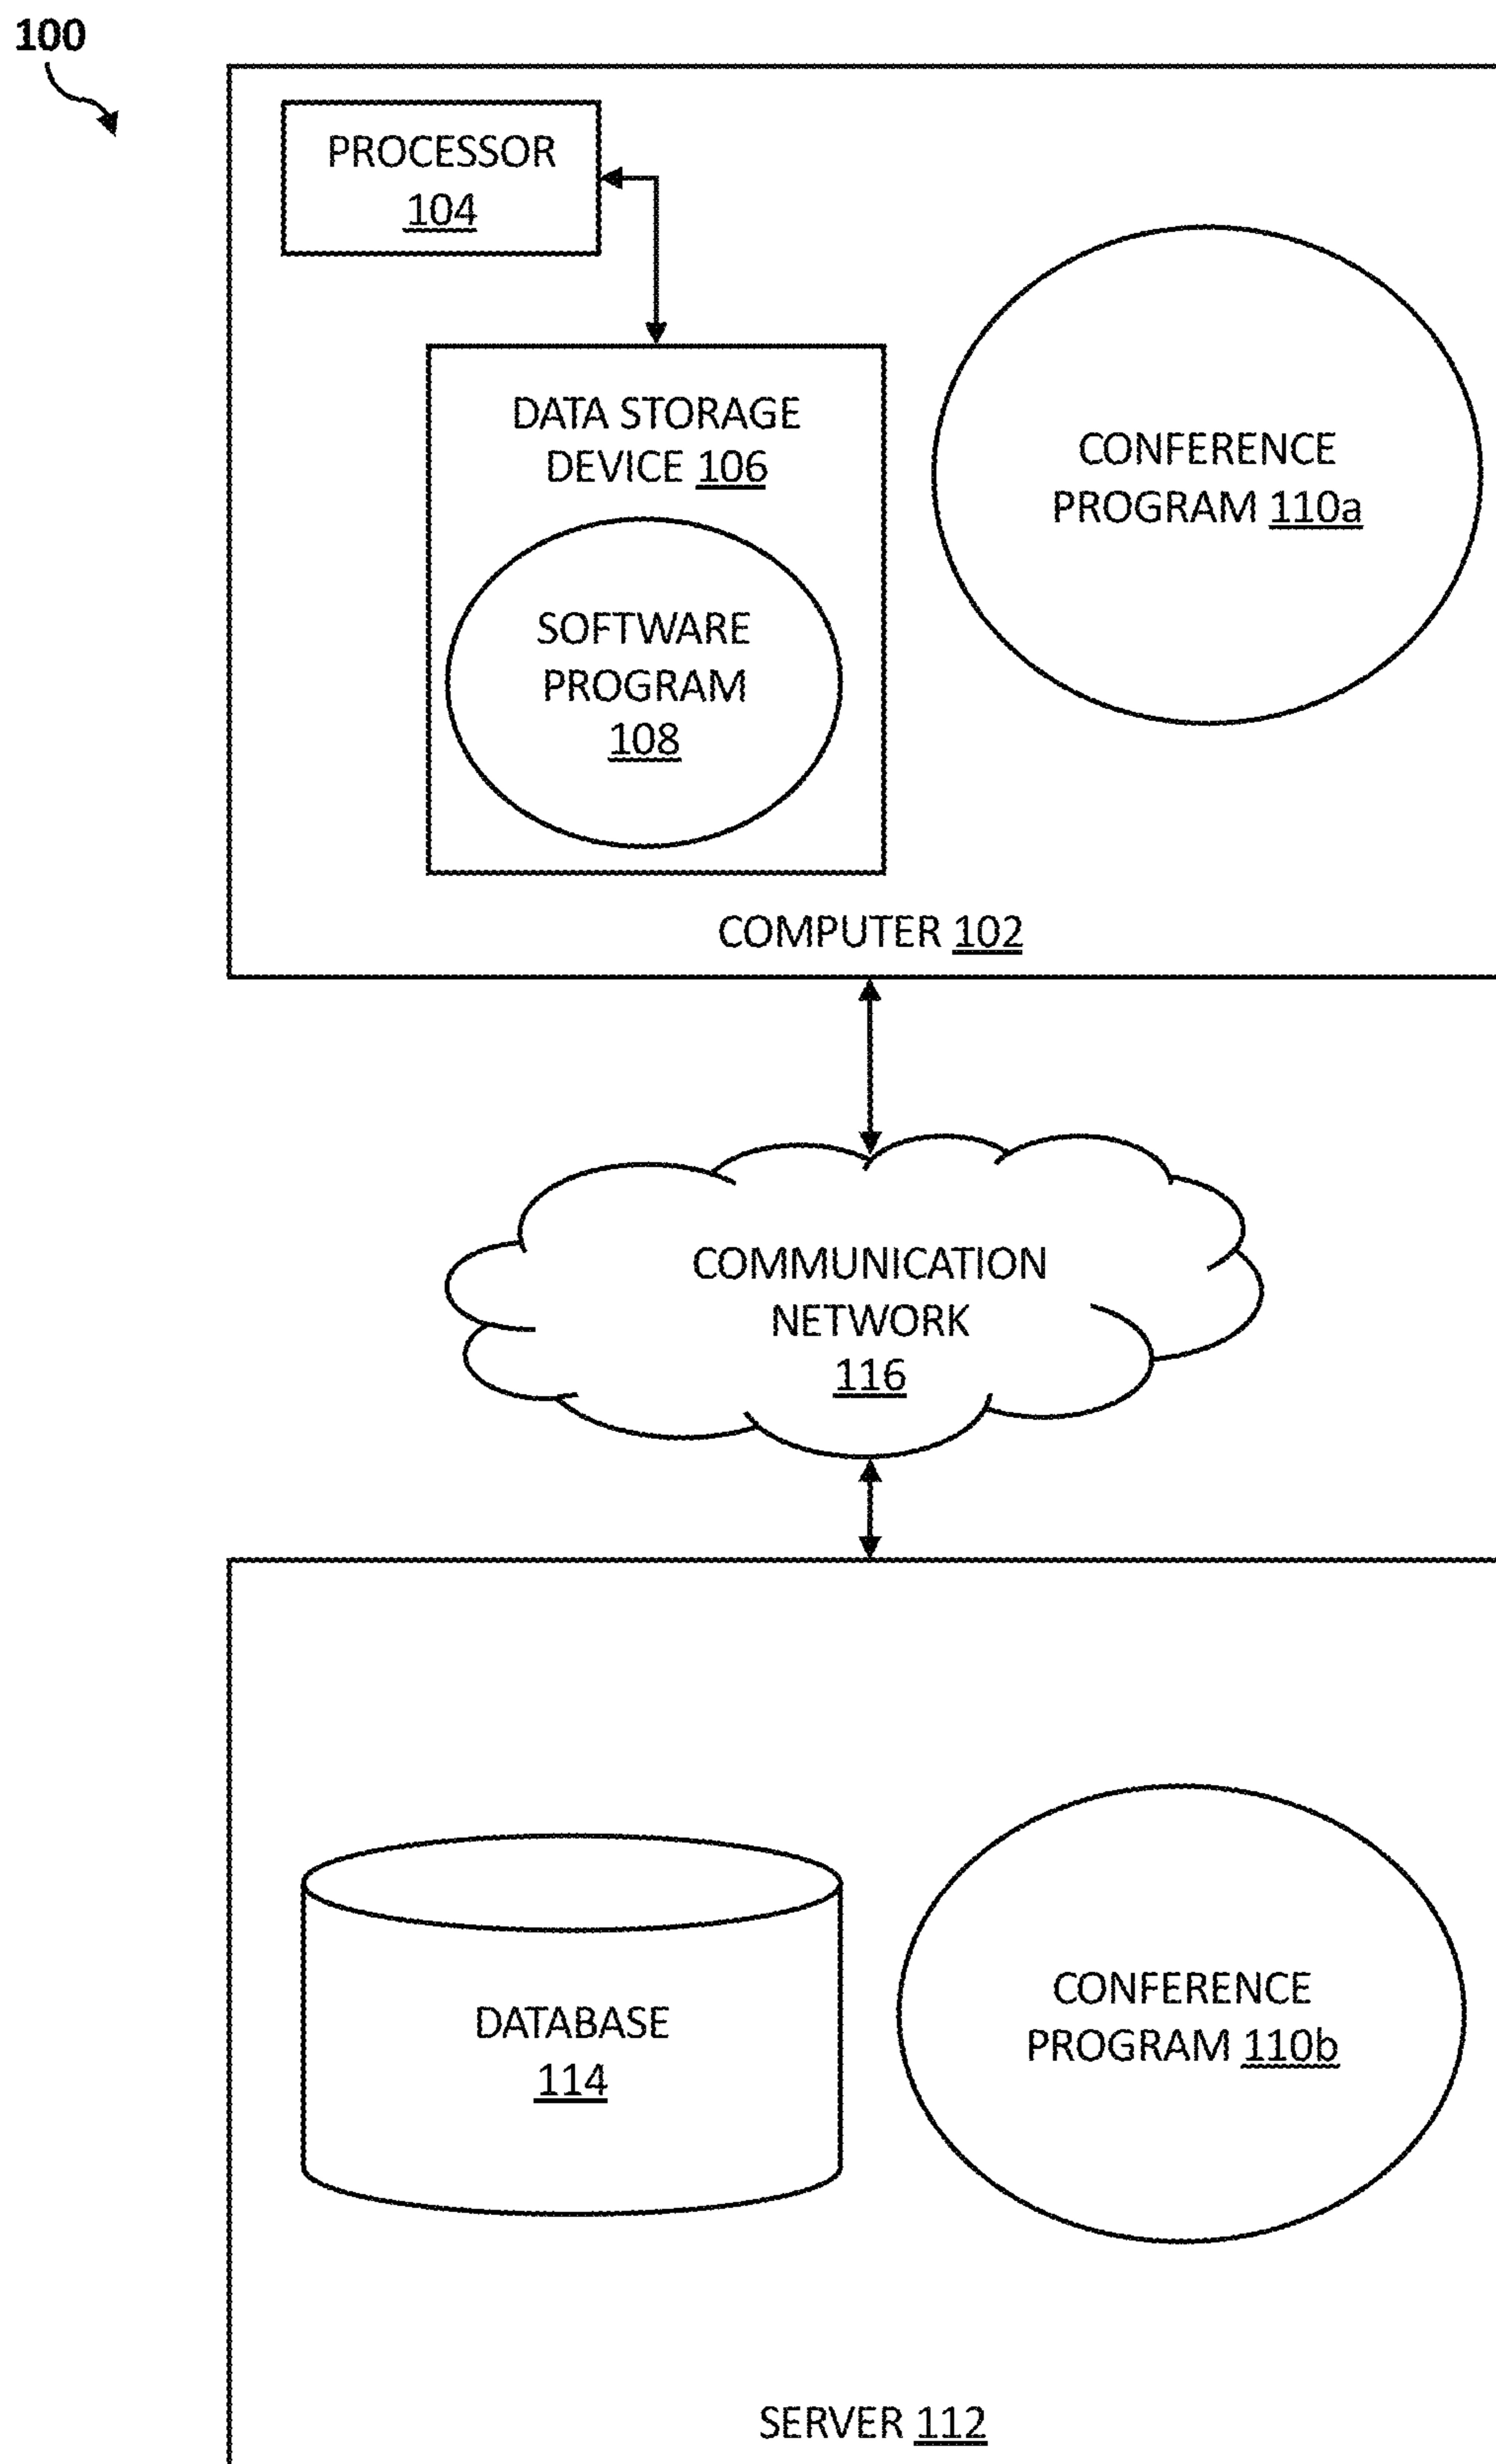 100
PROCESSOR
104
DATA STORAGE
DEVICE 106
CONFERENCE
PROGRAM 110a
SOFTWARE
PROGRAM
108
COMPUTER 102
COMMUNICATION
NETWORK
116
DATABASE
114
CONFERENCE
PROGRAM 110b
SERVER 112